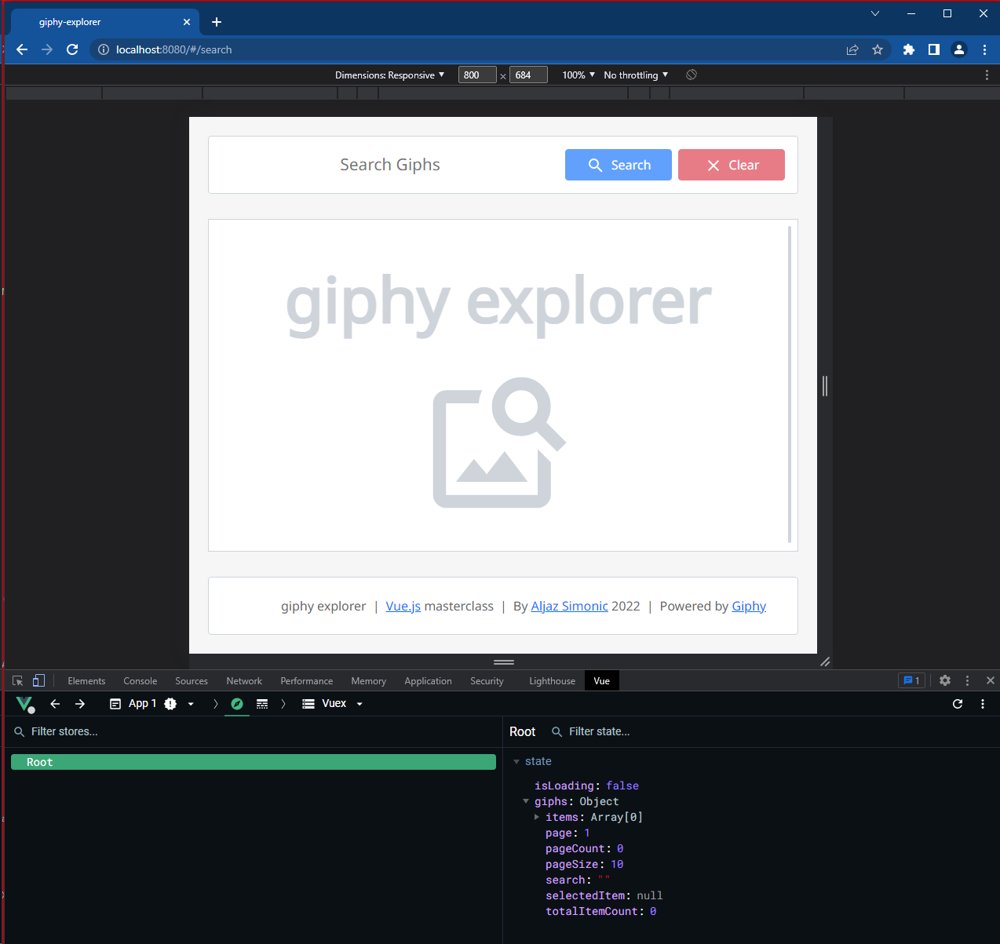 giphy-explorer
localhost:8080/#/search
Dimensions: Responsive 800 × 684 100% No throttling
Search Giphs Search Clear
giphy explorer
giphy explorer | Vue.js masterclass | By Aljaz Simonic 2022 | Powered by Giphy
Elements Console Sources Network Performance Memory Application Security Lighthouse Vue 1
App 1 Vuex
Filter stores...
Root
Root Filter state...
state
isLoading: false
giphs: Object
items: Array[0]
page: 1
pageCount: 0
pageSize: 10
search: ""
selectedItem: null
totalItemCount: 0